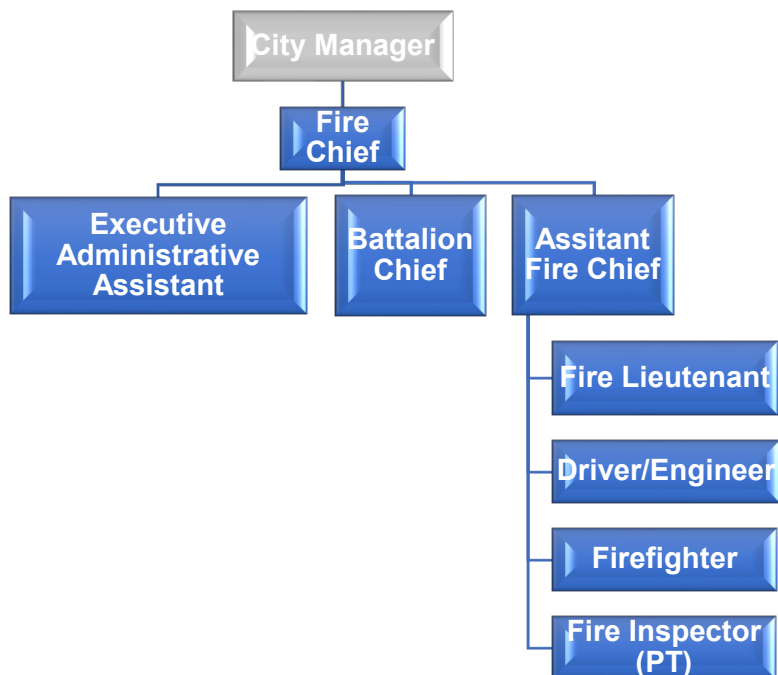 City Manager
Fire
Chief
Executive
Administrative
Assistant
Battalion
Chief
Assitant
Fire Chief
Fire Lieutenant
Driver/Engineer
Firefighter
Fire Inspector
(PT)